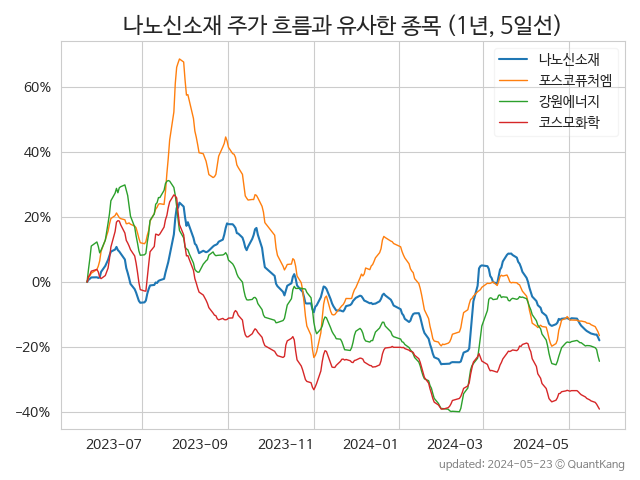 나노신소재 주가 흐름과 유사한 종목 (1년, 5일선)
나노신소재
포스코퓨처엠
강원에너지
코스모화학
60%
40%
20%
0%
−20%
−40%
2023-07 2023-09 2023-11 2024-01 2024-03 2024-05
updated: 2024-05-23 © QuantKang